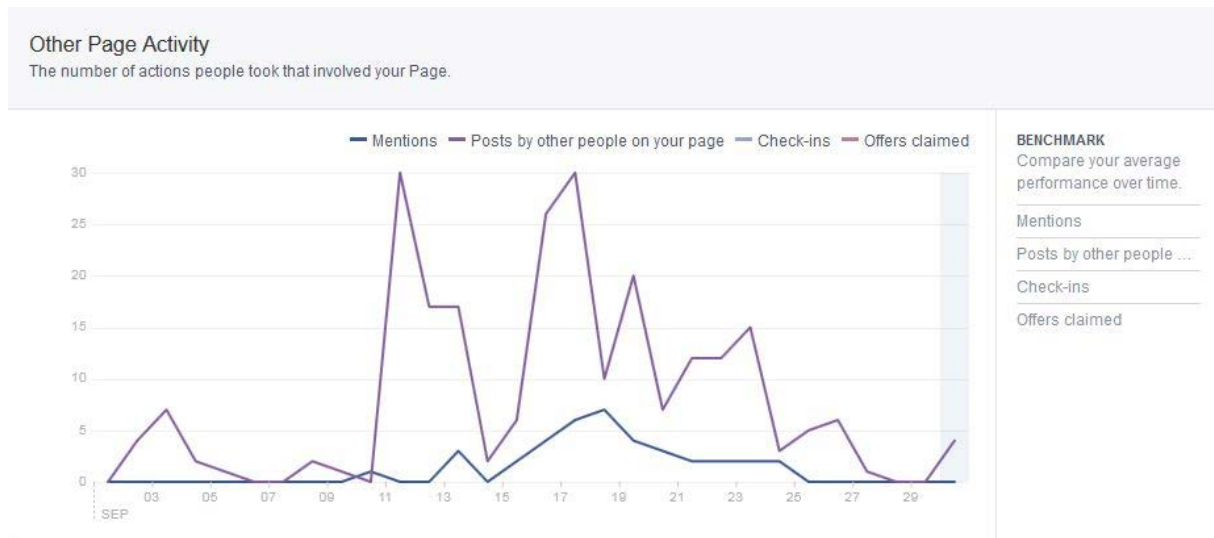 Other Page Activity
The number of actions people took that involved your Page.
Mentions Posts by other people on your page Check-ins Offers claimed
BENCHMARK
Compare your average
performance over time.
Mentions
Posts by other people ...
Check-ins
Offers claimed
30
25
20
15
10
5
0
03 05 07 09 11 13 15 17 19 21 23 25 27 29
SEP